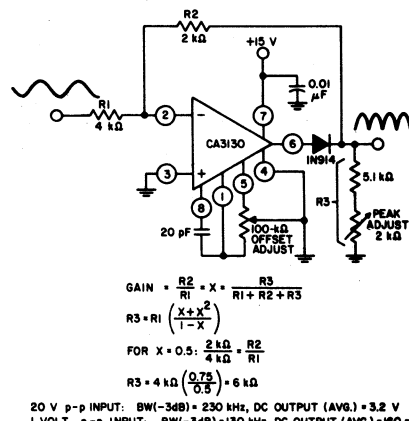 R2
2 kΩ
+15 V
0.01
µF
R1
4 kΩ
2
−
7
CA3130
6
IN914
3
+
4
5
1
8
5.1 kΩ
R3
20 pF
100-kΩ
OFFSET
ADJUST
PEAK
ADJUST
2 kΩ
GAIN = R2/R1 = X = R3/(R1 + R2 + R3)
R3 = R1 ((X + X²)/(1 - X))
FOR X = 0.5: 2 kΩ/4 kΩ = R2/R1
R3 = 4 kΩ (0.75/0.5) = 6 kΩ
20 V p-p INPUT: BW(-3dB) = 230 kHz, DC OUTPUT (AVG.) = 3.2 V